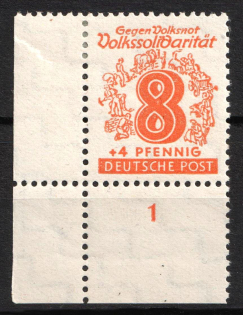 Gegen Volksnot
Volkssolidarität
8
+4 PFENNIG
DEUTSCHE POST
1